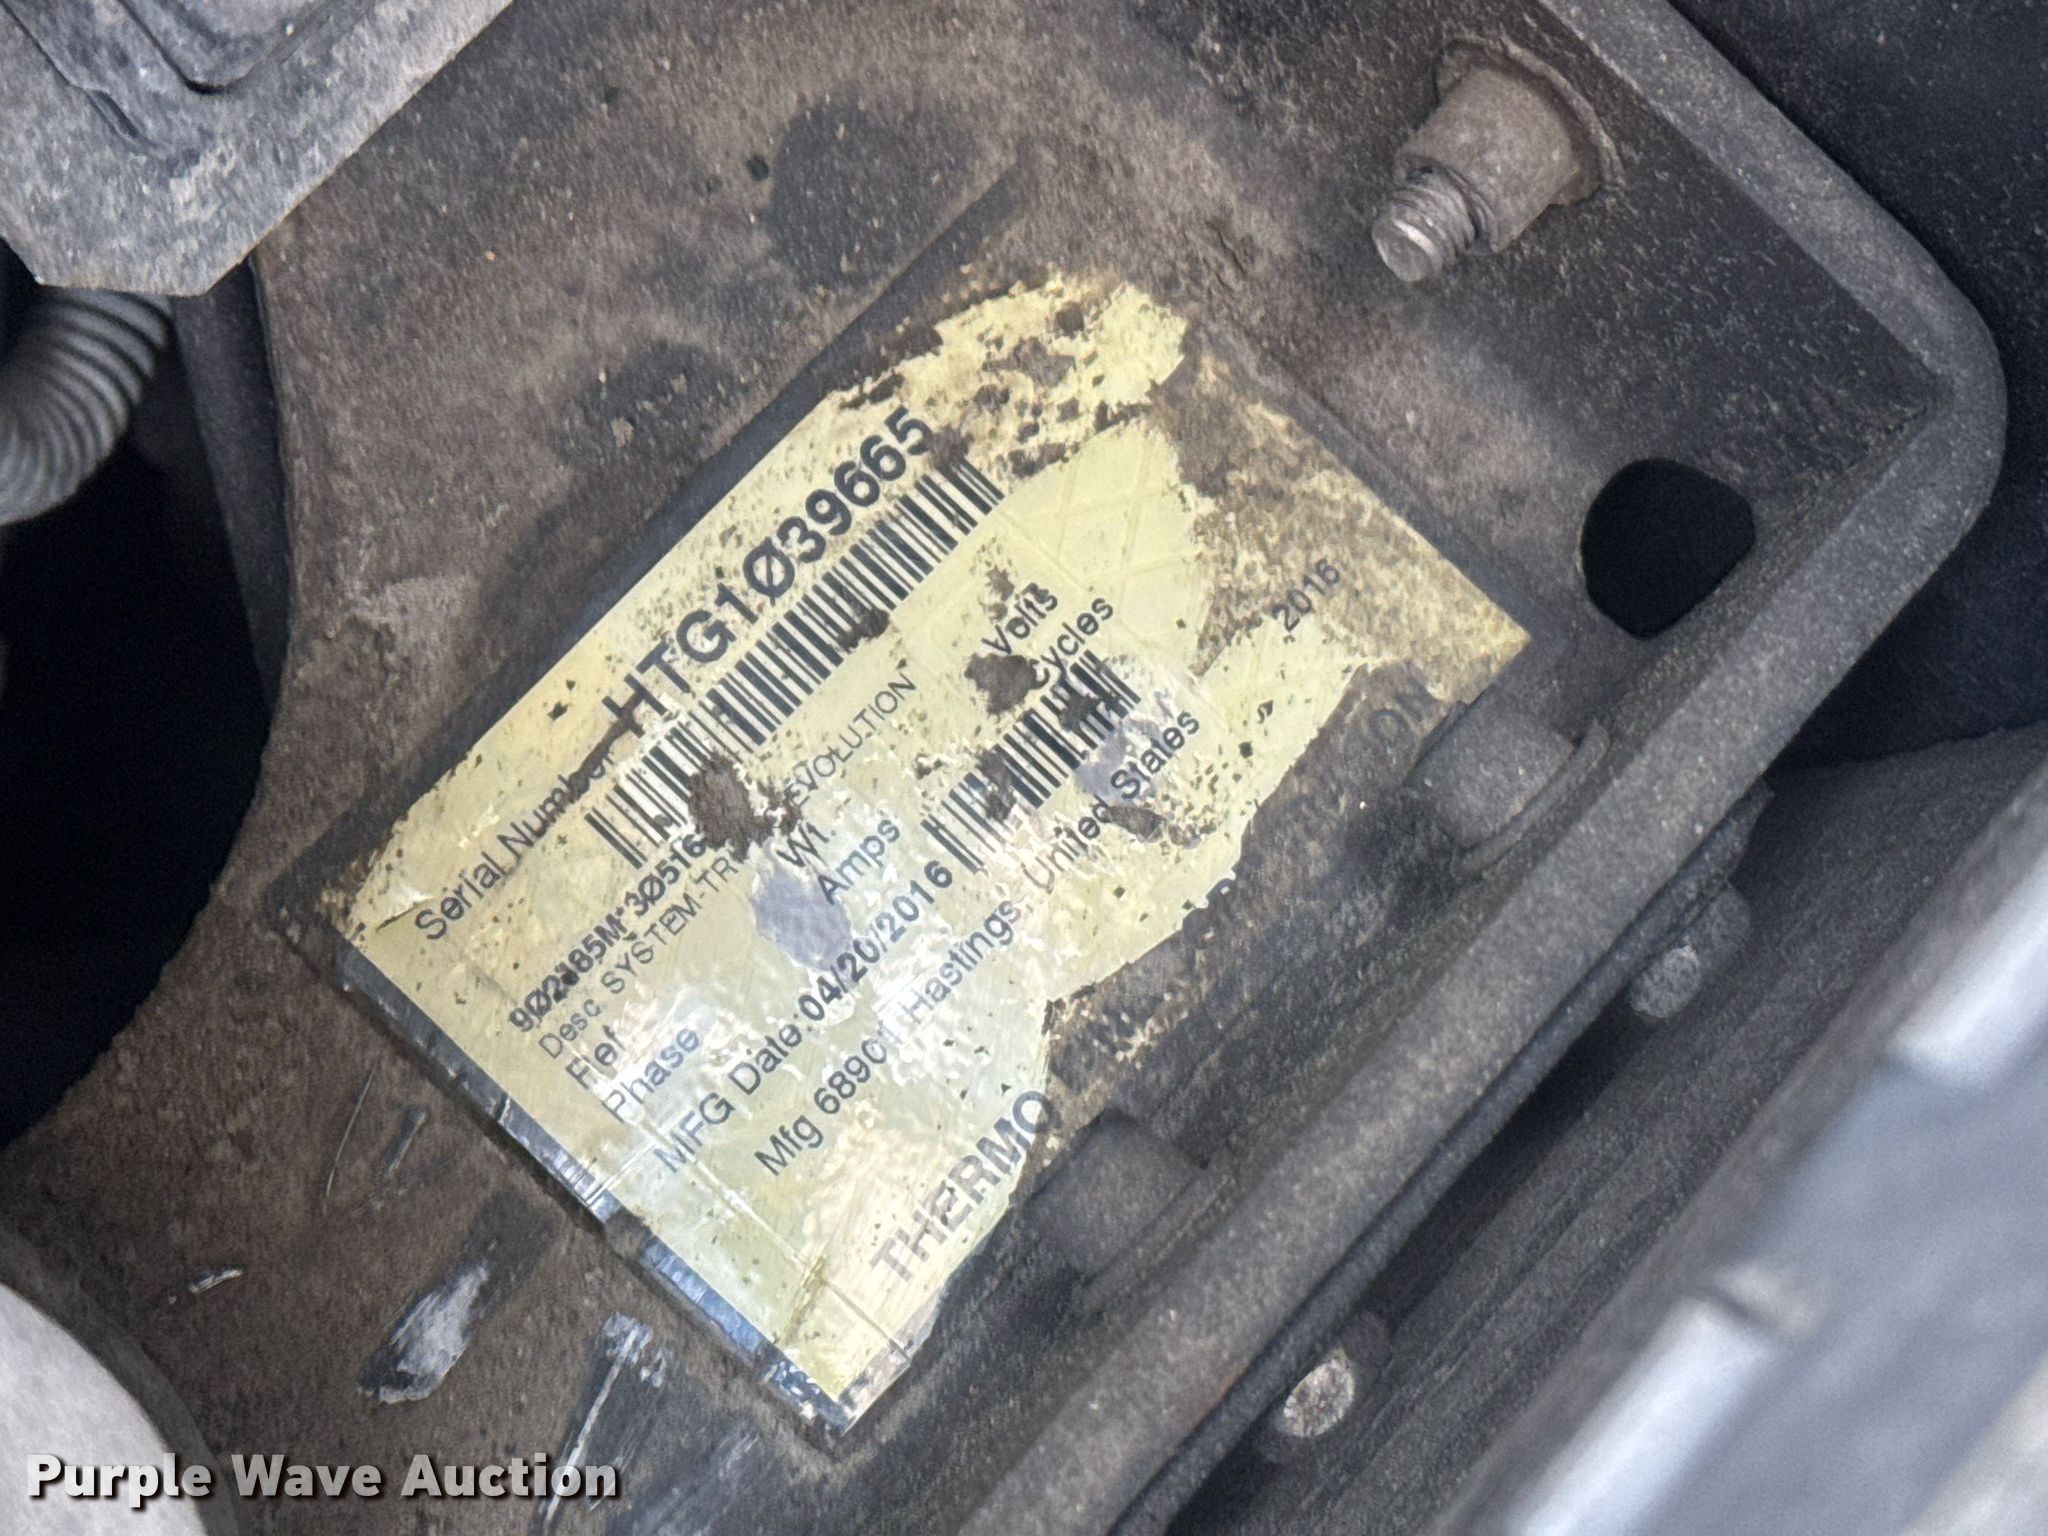 Serial Number HTG1Ø39665
Desc SYSTEM-TR EVOLUTION
Ref Wt. Volts
Phase Amps Cycles
MFG Date: 04/20/2016
Mfg 68901 Hastings, United States
2016
THERMO
Purple Wave Auction